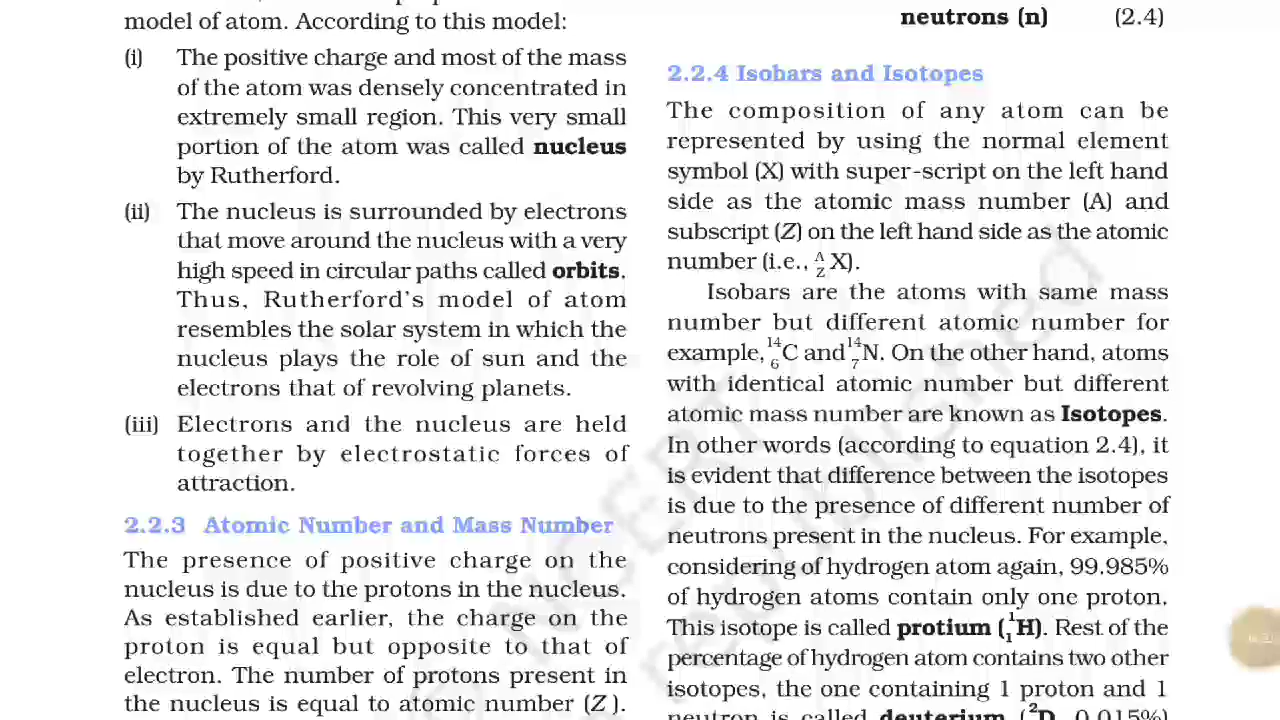 model of atom. According to this model:
(i) The positive charge and most of the mass
of the atom was densely concentrated in
extremely small region. This very small
portion of the atom was called nucleus
by Rutherford.
(ii) The nucleus is surrounded by electrons
that move around the nucleus with a very
high speed in circular paths called orbits.
Thus, Rutherford's model of atom
resembles the solar system in which the
nucleus plays the role of sun and the
electrons that of revolving planets.
(iii) Electrons and the nucleus are held
together by electrostatic forces of
attraction.
2.2.3 Atomic Number and Mass Number
The presence of positive charge on the
nucleus is due to the protons in the nucleus.
As established earlier, the charge on the
proton is equal but opposite to that of
electron. The number of protons present in
the nucleus is equal to atomic number (Z ).
neutrons (n) (2.4)
2.2.4 Isobars and Isotopes
The composition of any atom can be
represented by using the normal element
symbol (X) with super-script on the left hand
side as the atomic mass number (A) and
subscript (Z) on the left hand side as the atomic
number (i.e., ᴬ_Z X).
Isobars are the atoms with same mass
number but different atomic number for
example, ¹⁴₆C and ¹⁴₇N. On the other hand, atoms
with identical atomic number but different
atomic mass number are known as Isotopes.
In other words (according to equation 2.4), it
is evident that difference between the isotopes
is due to the presence of different number of
neutrons present in the nucleus. For example,
considering of hydrogen atom again, 99.985%
of hydrogen atoms contain only one proton.
This isotope is called protium (¹₁H). Rest of the
percentage of hydrogen atom contains two other
isotopes, the one containing 1 proton and 1
neutron is called deuterium (²D, 0.015%)
© NCERT
republished